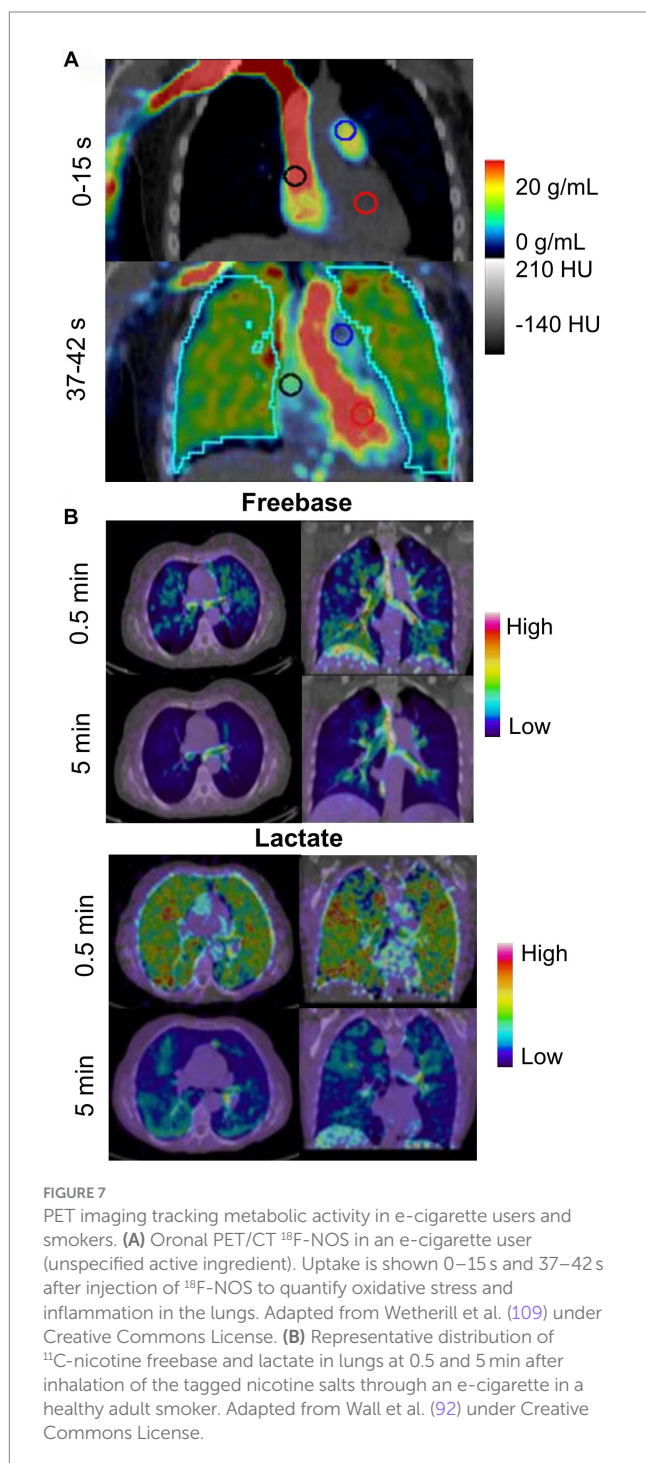 A
0-15 s
20 g/mL
0 g/mL
210 HU
-140 HU
37-42 s
Freebase
B
0.5 min
High
Low
5 min
Lactate
0.5 min
High
Low
5 min
FIGURE 7
PET imaging tracking metabolic activity in e-cigarette users and
smokers. (A) Oronal PET/CT ¹⁸F-NOS in an e-cigarette user
(unspecified active ingredient). Uptake is shown 0–15 s and 37–42 s
after injection of ¹⁸F-NOS to quantify oxidative stress and
inflammation in the lungs. Adapted from Wetherill et al. (109) under
Creative Commons License. (B) Representative distribution of
¹¹C-nicotine freebase and lactate in lungs at 0.5 and 5 min after
inhalation of the tagged nicotine salts through an e-cigarette in a
healthy adult smoker. Adapted from Wall et al. (92) under Creative
Commons License.